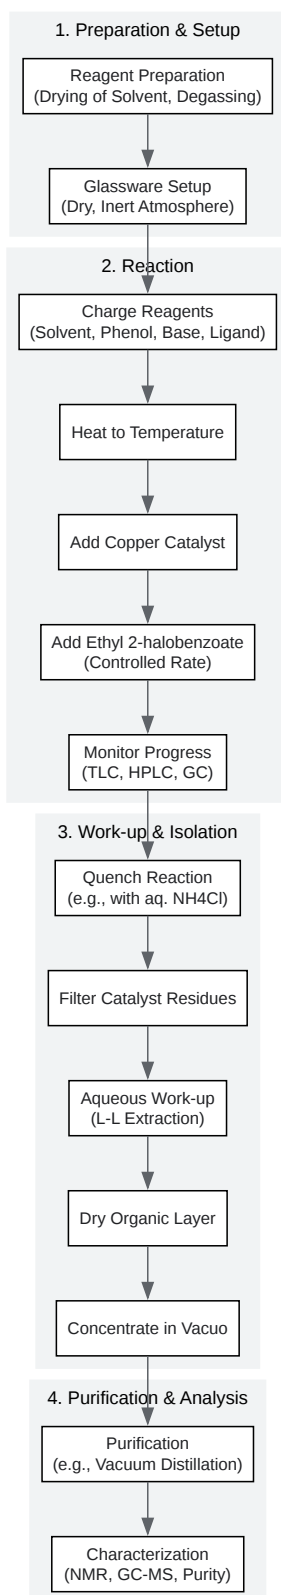 1. Preparation & Setup
Reagent Preparation
(Drying of Solvent, Degassing)
Glassware Setup
(Dry, Inert Atmosphere)
2. Reaction
Charge Reagents
(Solvent, Phenol, Base, Ligand)
Heat to Temperature
Add Copper Catalyst
Add Ethyl 2-halobenzoate
(Controlled Rate)
Monitor Progress
(TLC, HPLC, GC)
3. Work-up & Isolation
Quench Reaction
(e.g., with aq. NH4Cl)
Filter Catalyst Residues
Aqueous Work-up
(L-L Extraction)
Dry Organic Layer
Concentrate in Vacuo
4. Purification & Analysis
Purification
(e.g., Vacuum Distillation)
Characterization
(NMR, GC-MS, Purity)